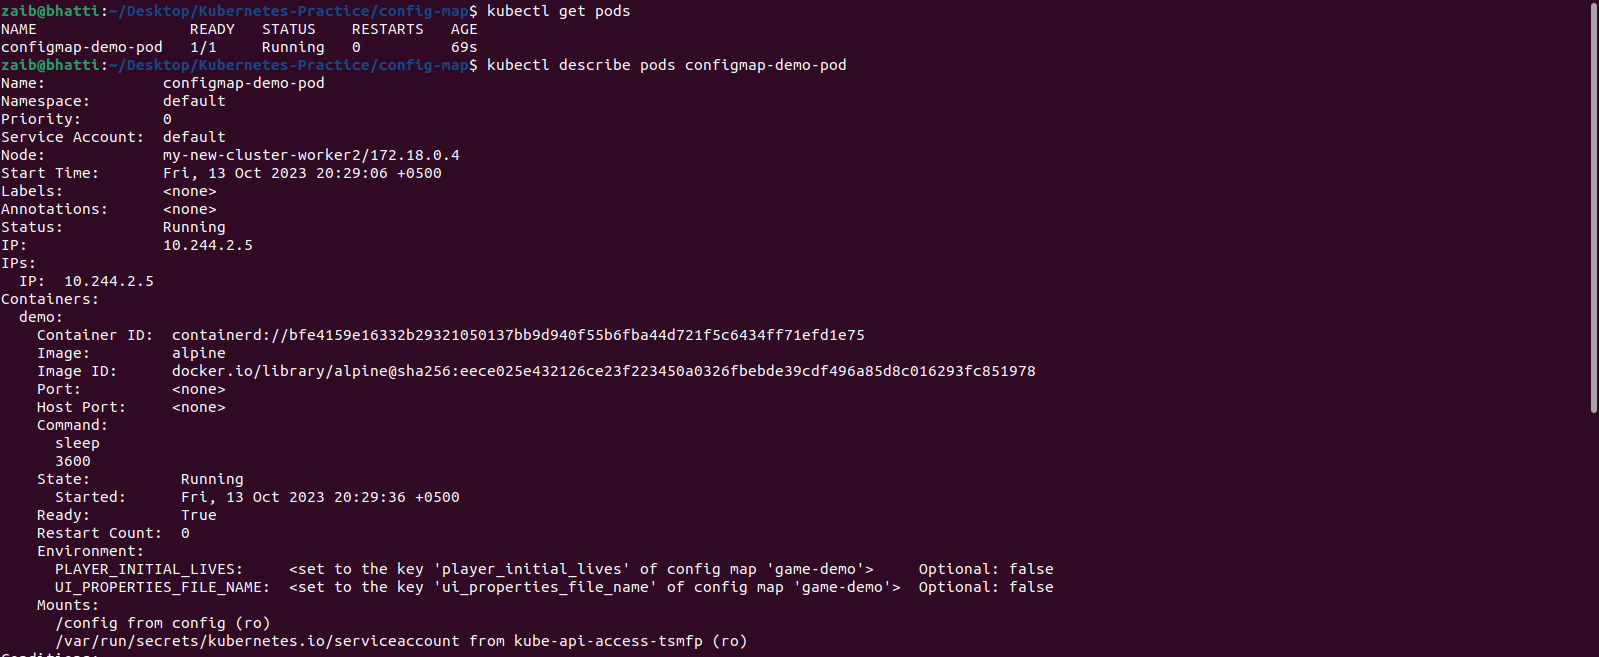 zaib@bhatti:~/Desktop/Kubernetes-Practice/config-map$ kubectl get pods
NAME                 READY   STATUS    RESTARTS   AGE
configmap-demo-pod   1/1     Running   0          69s
zaib@bhatti:~/Desktop/Kubernetes-Practice/config-map$ kubectl describe pods configmap-demo-pod
Name:             configmap-demo-pod
Namespace:        default
Priority:         0
Service Account:  default
Node:             my-new-cluster-worker2/172.18.0.4
Start Time:       Fri, 13 Oct 2023 20:29:06 +0500
Labels:           <none>
Annotations:      <none>
Status:           Running
IP:               10.244.2.5
IPs:
  IP:  10.244.2.5
Containers:
  demo:
    Container ID:  containerd://bfe4159e16332b29321050137bb9d940f55b6fba44d721f5c6434ff71efd1e75
    Image:         alpine
    Image ID:      docker.io/library/alpine@sha256:eece025e432126ce23f223450a0326fbebde39cdf496a85d8c016293fc851978
    Port:          <none>
    Host Port:     <none>
    Command:
      sleep
      3600
    State:          Running
      Started:      Fri, 13 Oct 2023 20:29:36 +0500
    Ready:          True
    Restart Count:  0
    Environment:
      PLAYER_INITIAL_LIVES:     <set to the key 'player_initial_lives' of config map 'game-demo'>     Optional: false
      UI_PROPERTIES_FILE_NAME:  <set to the key 'ui_properties_file_name' of config map 'game-demo'>  Optional: false
    Mounts:
      /config from config (ro)
      /var/run/secrets/kubernetes.io/serviceaccount from kube-api-access-tsmfp (ro)
Conditions: